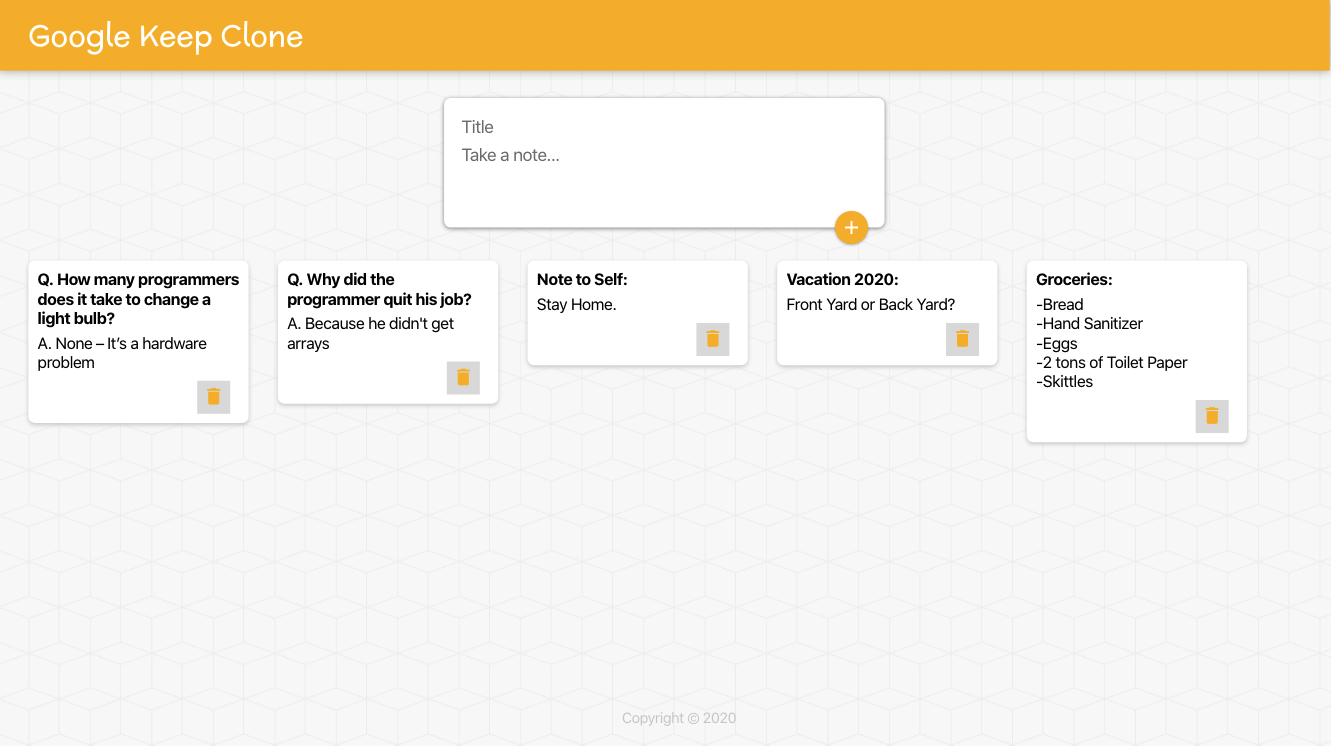 Google Keep Clone
Title
Take a note...
Q. How many programmers
does it take to change a
light bulb?
A. None – It’s a hardware
problem
Q. Why did the
programmer quit his job?
A. Because he didn't get
arrays
Note to Self:
Stay Home.
Vacation 2020:
Front Yard or Back Yard?
Groceries:
-Bread
-Hand Sanitizer
-Eggs
-2 tons of Toilet Paper
-Skittles
Copyright © 2020